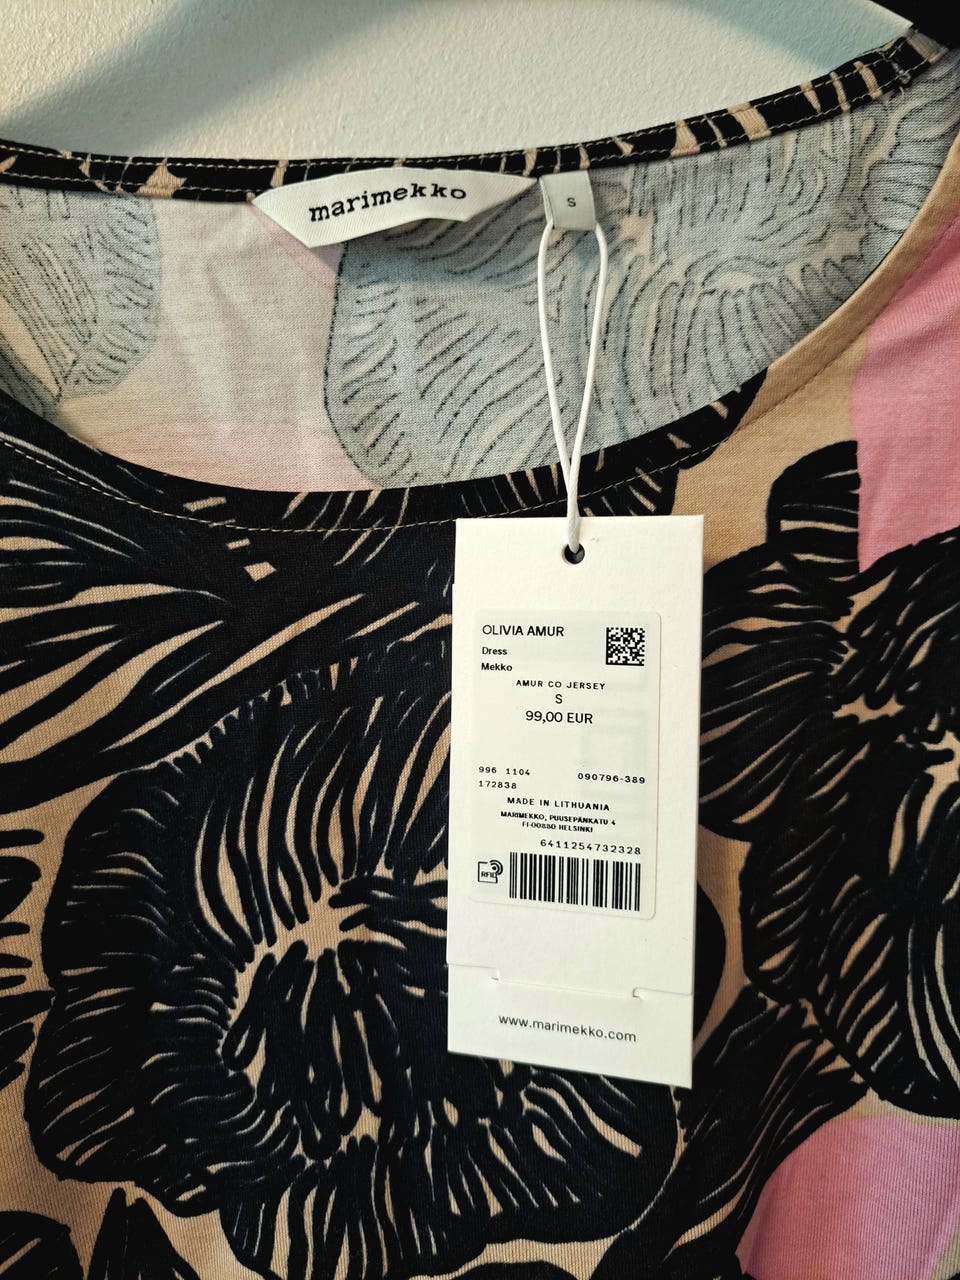 marimekko
S
OLIVIA AMUR
Dress
Mekko
AMUR CO JERSEY
S
99,00 EUR
996 1104 090796-389
172838
MADE IN LITHUANIA
MARIMEKKO, PUUSEPÄNKATU 4
FI-00880 HELSINKI
6411254732328
RFID
www.marimekko.com